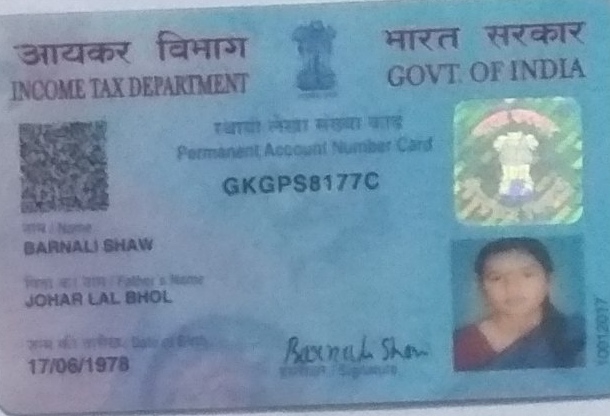 आयकर विभाग
INCOME TAX DEPARTMENT
भारत सरकार
GOVT. OF INDIA
स्थायी लेखा संख्या कार्ड
Permanent Account Number Card
GKGPS8177C
नाम / Name
BARNALI SHAW
पिता का नाम / Father's Name
JOHAR LAL BHOL
जन्म की तारीख / Date of Birth
17/06/1978
Barnali Shaw
हस्ताक्षर / Signature